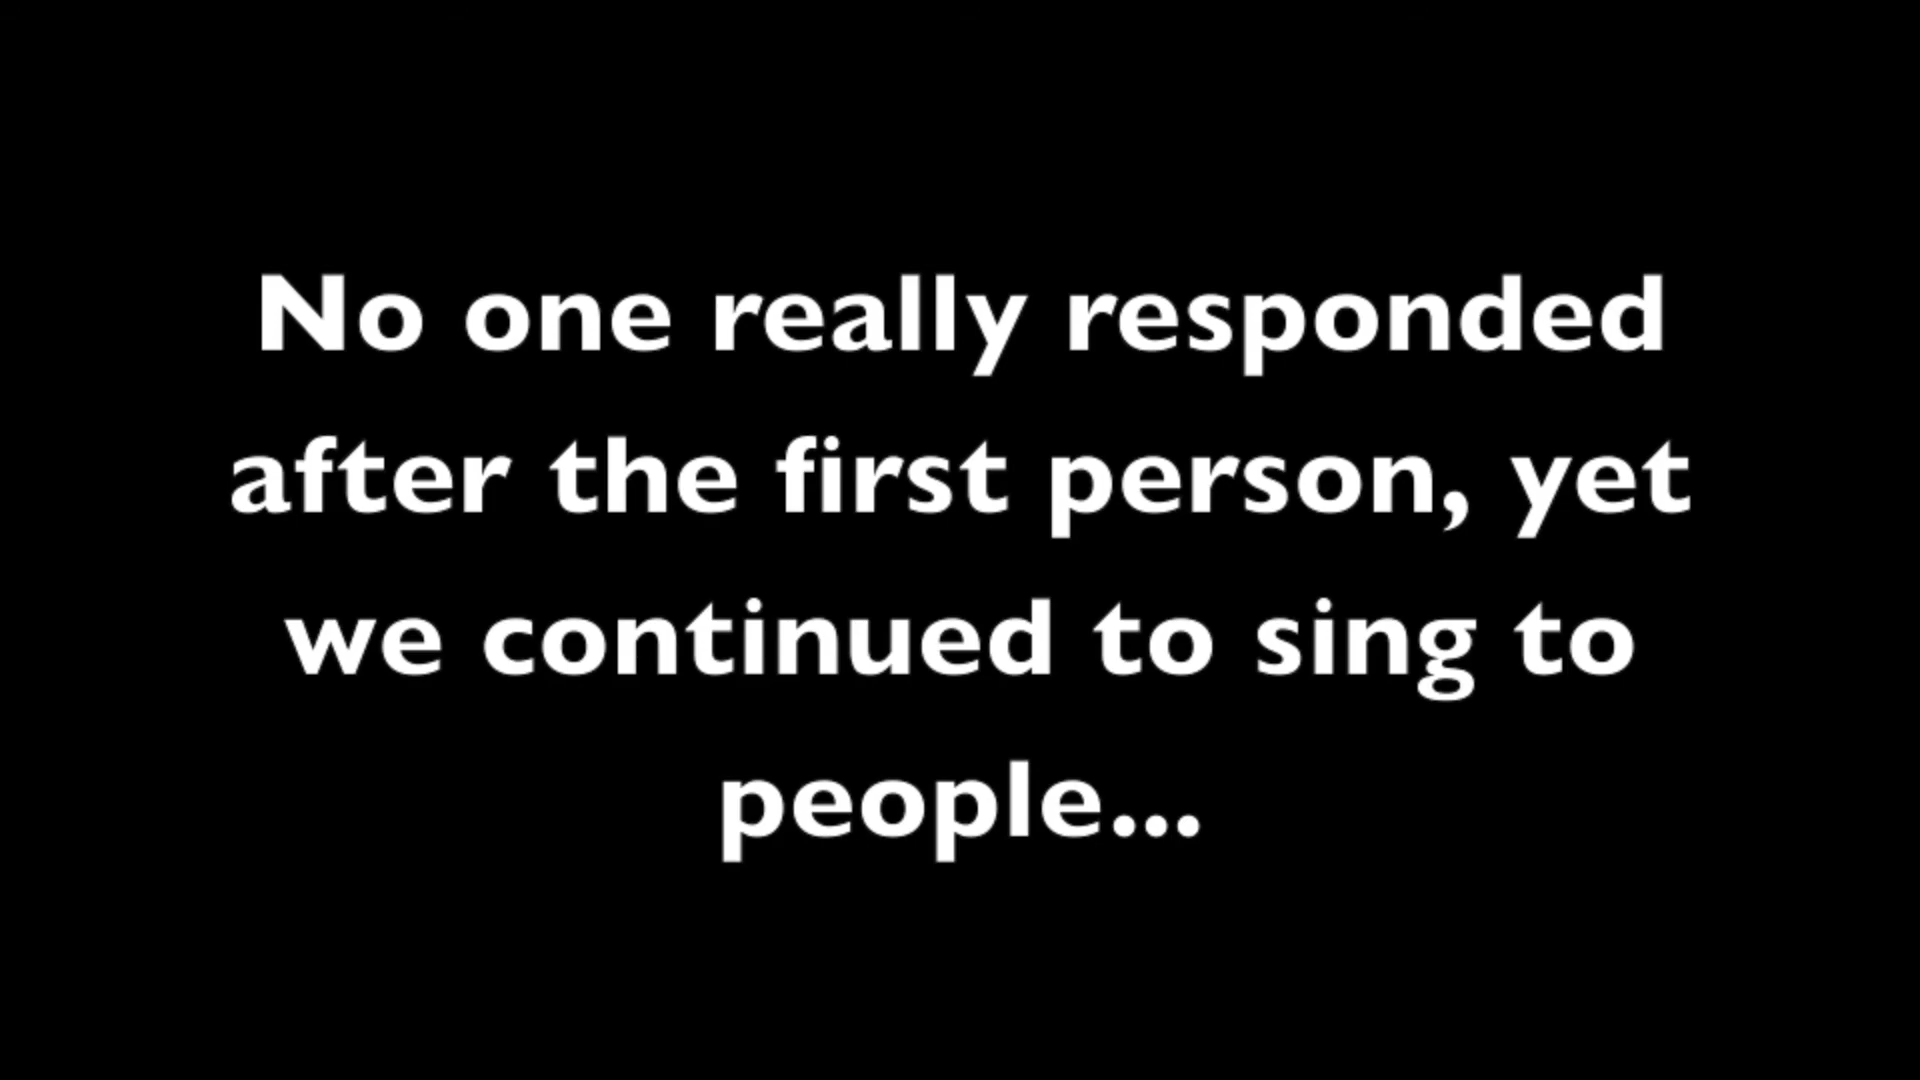 No one really responded
after the first person, yet
we continued to sing to
people...